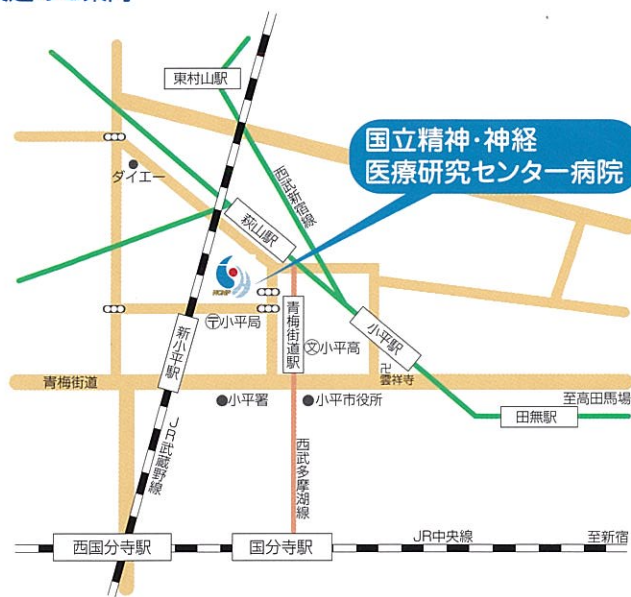 東村山駅
国立精神・神経
医療研究センター病院
ダイエー
西武新宿線
萩山駅
〒小平局
新小平駅
青梅街道駅
文小平高
小平駅
卍
雲祥寺
青梅街道
小平署
小平市役所
至高田馬場
田無駅
JR武蔵野線
西武多摩湖線
西国分寺駅
国分寺駅
JR中央線
至新宿